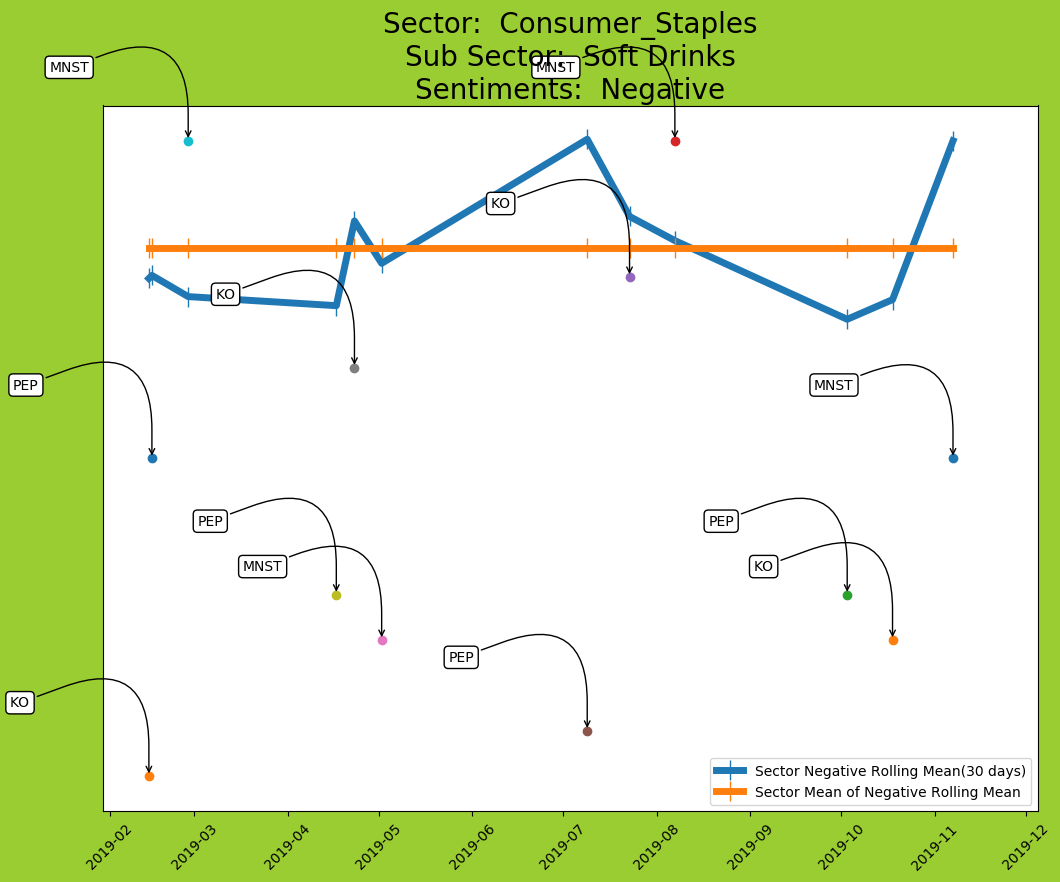 Sector:  Consumer_Staples
Sub Sector:  Soft Drinks
Sentiments:  Negative
MNST
MNST
KO
KO
PEP
MNST
PEP
PEP
MNST
KO
PEP
KO
Sector Negative Rolling Mean(30 days)
Sector Mean of Negative Rolling Mean
2019-02
2019-03
2019-04
2019-05
2019-06
2019-07
2019-08
2019-09
2019-10
2019-11
2019-12